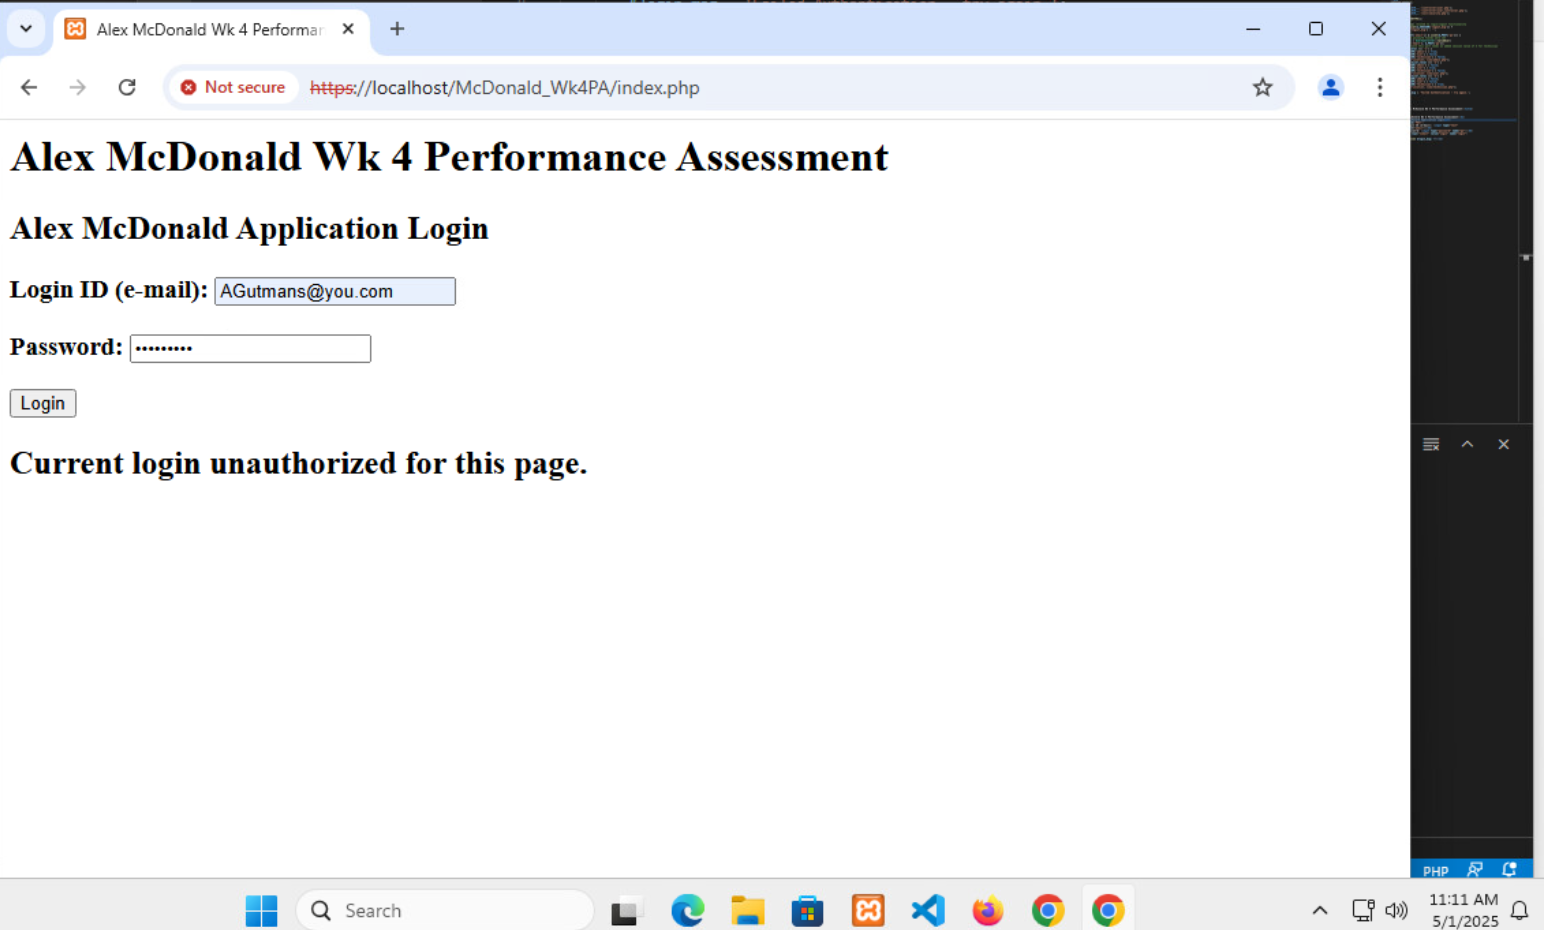 Alex McDonald Wk 4 Performan
Not secure
https://localhost/McDonald_Wk4PA/index.php
Alex McDonald Wk 4 Performance Assessment
Alex McDonald Application Login
Login ID (e-mail): AGutmans@you.com
Password: •••••••••
Login
Current login unauthorized for this page.
PHP
Search
11:11 AM
5/1/2025